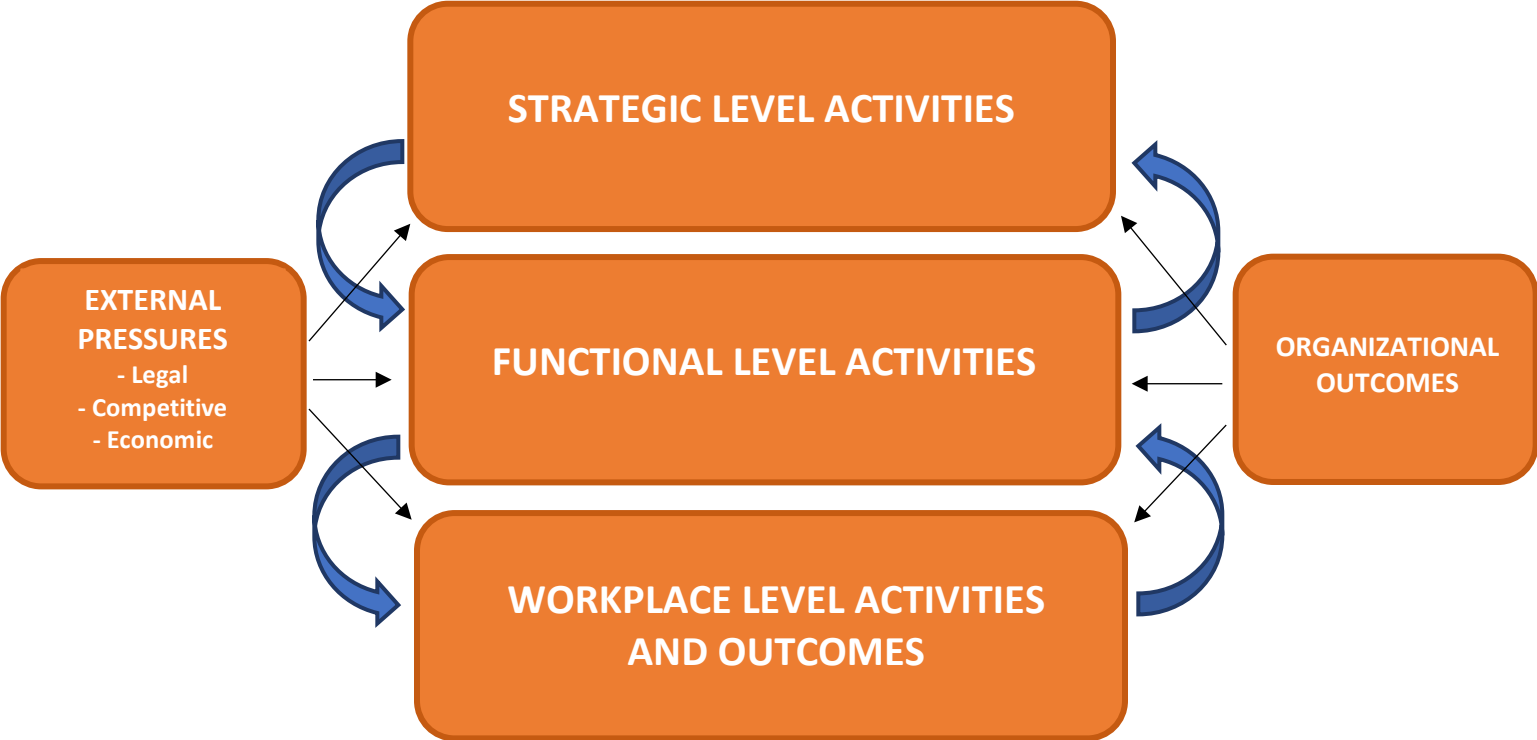 STRATEGIC LEVEL ACTIVITIES
EXTERNAL
PRESSURES
- Legal
- Competitive
- Economic
FUNCTIONAL LEVEL ACTIVITIES
ORGANIZATIONAL
OUTCOMES
WORKPLACE LEVEL ACTIVITIES
AND OUTCOMES